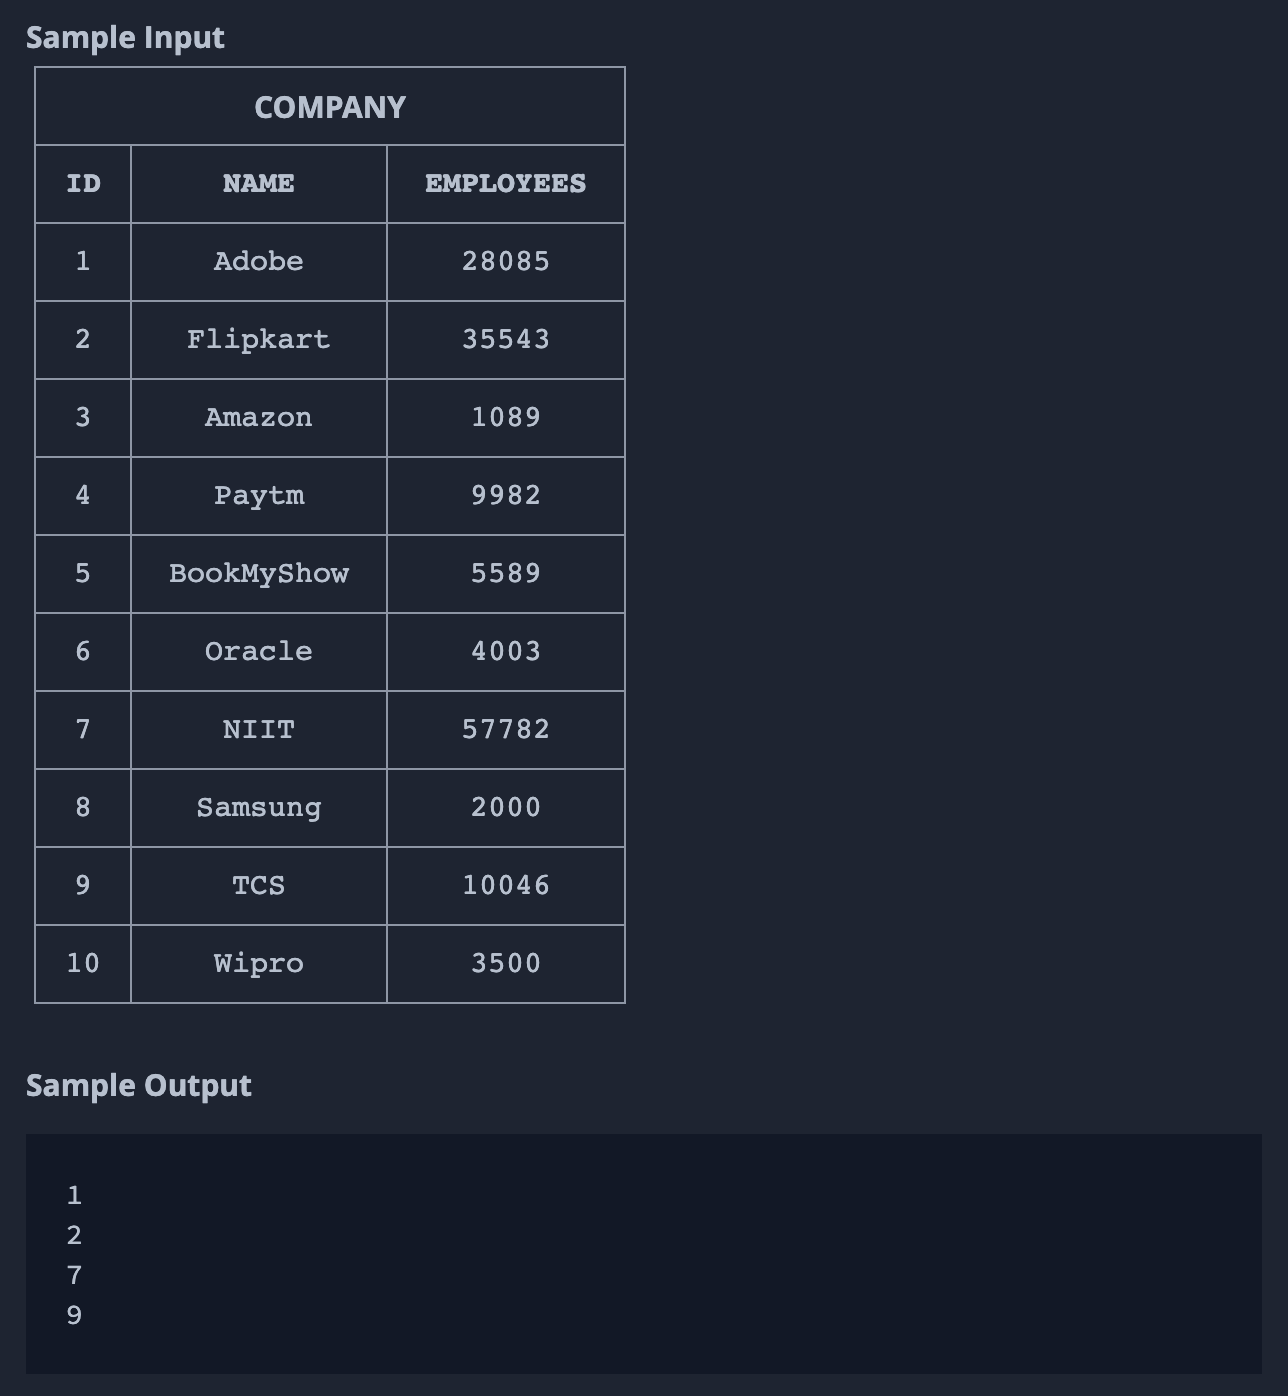 Sample Input
COMPANY
ID NAME EMPLOYEES
1 Adobe 28085
2 Flipkart 35543
3 Amazon 1089
4 Paytm 9982
5 BookMyShow 5589
6 Oracle 4003
7 NIIT 57782
8 Samsung 2000
9 TCS 10046
10 Wipro 3500
Sample Output
1
2
7
9